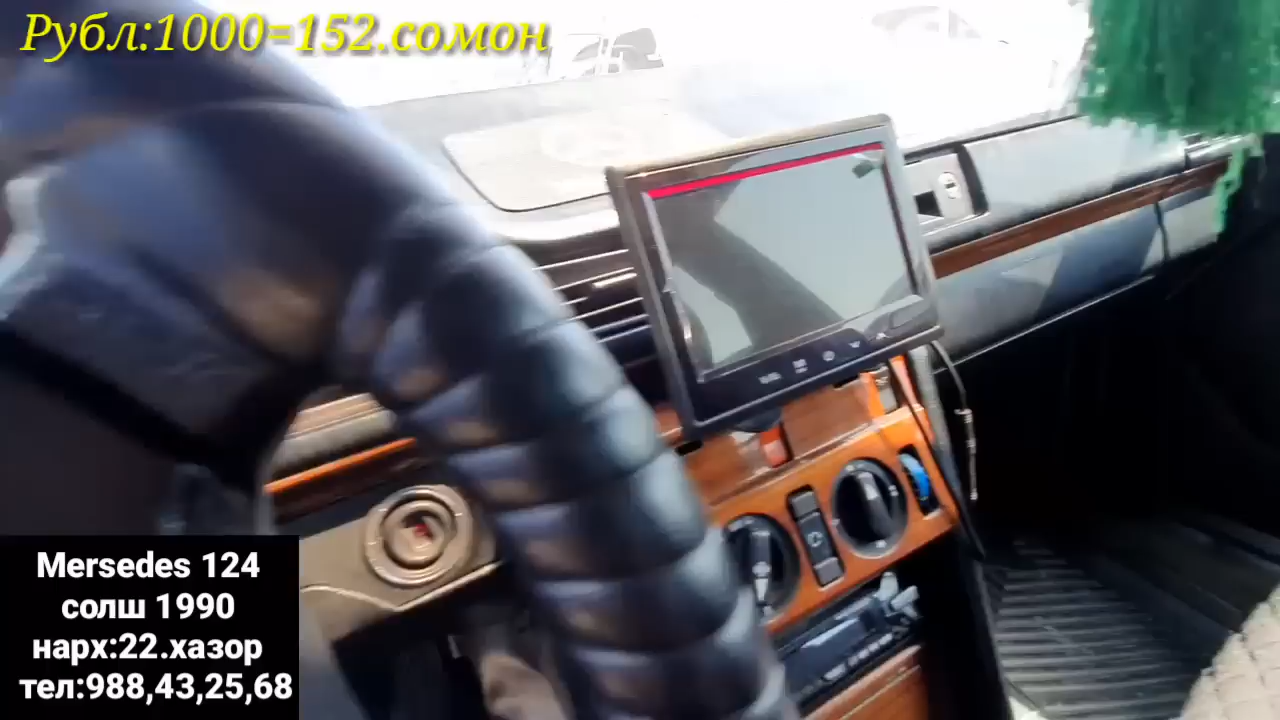 Рубл:1000=152.сомон
Mersedes 124
солш 1990
нарх:22.хазор
тел:988,43,25,68